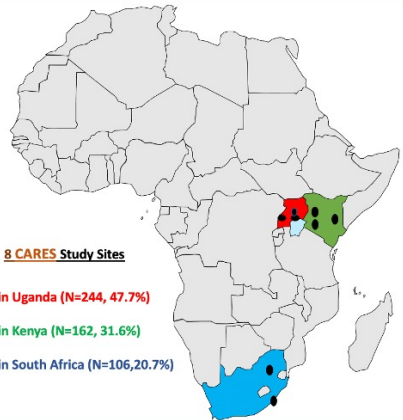 8 CARES Study Sites
in Uganda (N=244, 47.7%)
in Kenya (N=162, 31.6%)
in South Africa (N=106,20.7%)